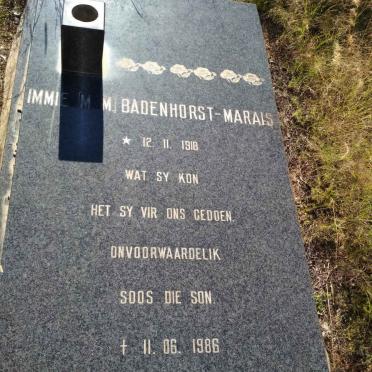 IMMIE [M.M.] BADENHORST-MARAIS
★ 12. 11. 1918
WAT SY KON
HET SY VIR ONS GEDOEN,
ONVOORWAARDELIK
SOOS DIE SON.
† 11. 06. 1986